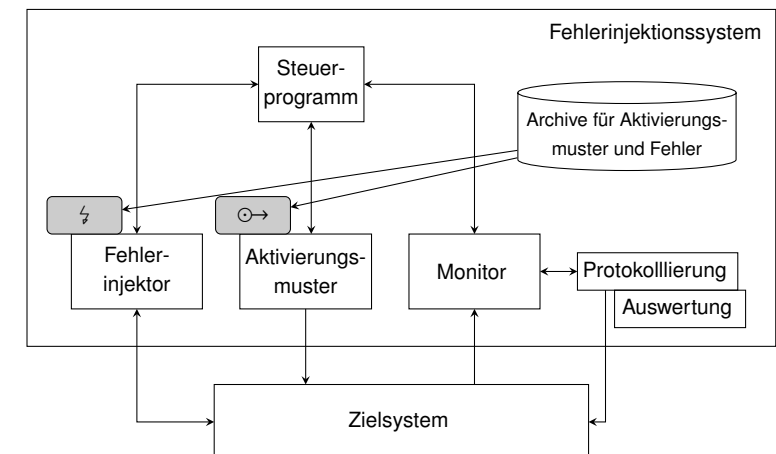 Fehlerinjektionssystem
Steuer-
programm
Archive für Aktivierungs-
muster und Fehler
Fehler-
injektor
Aktivierungs-
muster
Monitor
Protokolllierung
Auswertung
Zielsystem